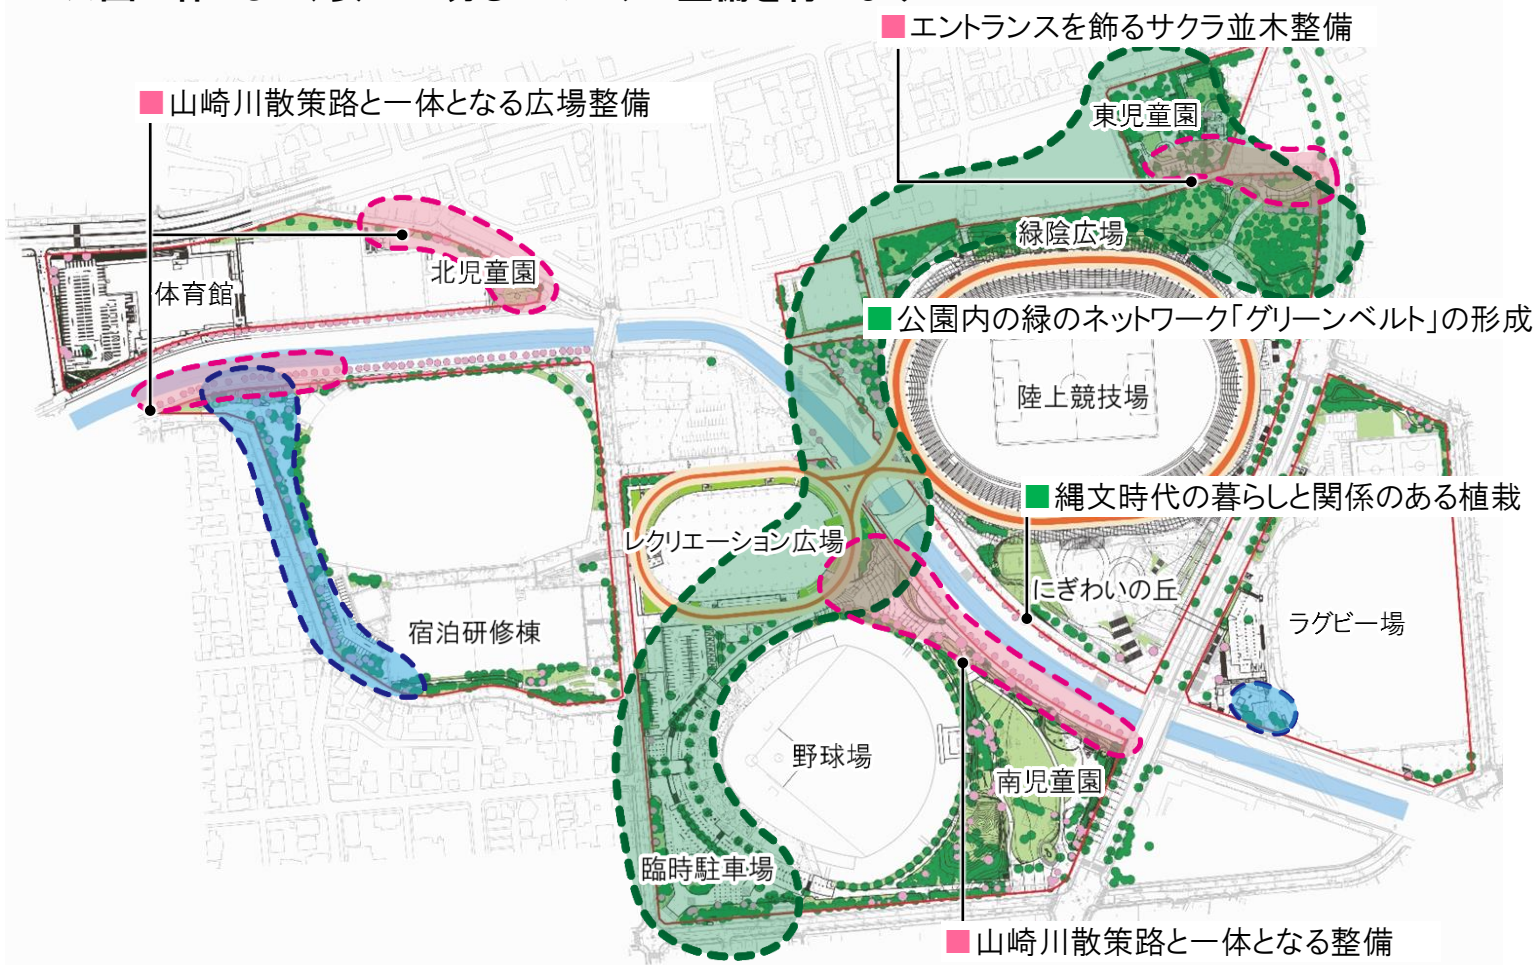 ■エントランスを飾るサクラ並木整備
■山崎川散策路と一体となる広場整備
東児童園
緑陰広場
北児童園
体育館
■公園内の緑のネットワーク「グリーンベルト」の形成
陸上競技場
■縄文時代の暮らしと関係のある植栽
レクリエーション広場
にぎわいの丘
ラグビー場
宿泊研修棟
野球場
南児童園
臨時駐車場
■山崎川散策路と一体となる整備